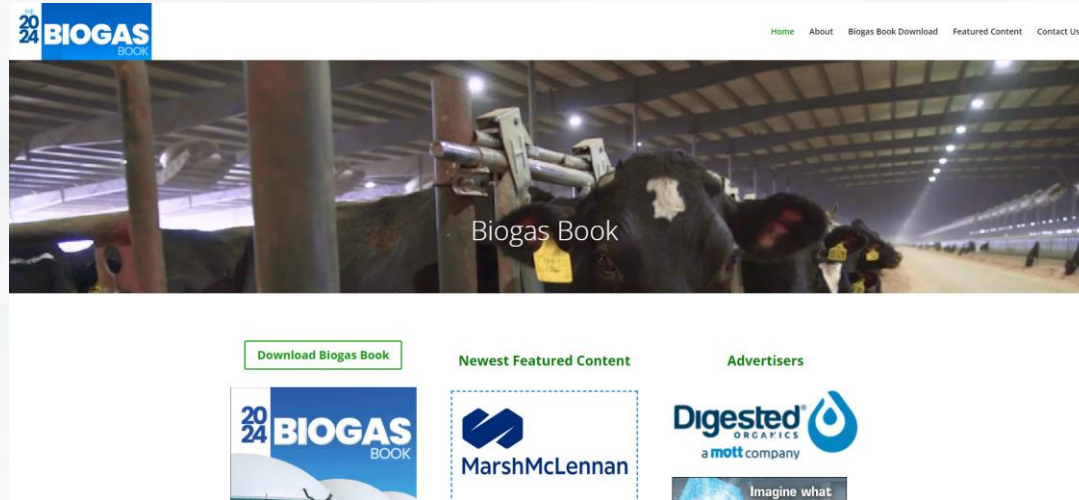 THE
2024 BIOGAS
BOOK
Home About Biogas Book Download Featured Content Contact Us
Biogas Book
Download Biogas Book
2024 BIOGAS
BOOK
Newest Featured Content
MarshMcLennan
Advertisers
Digested®
ORGANICS
a mott company
Imagine what